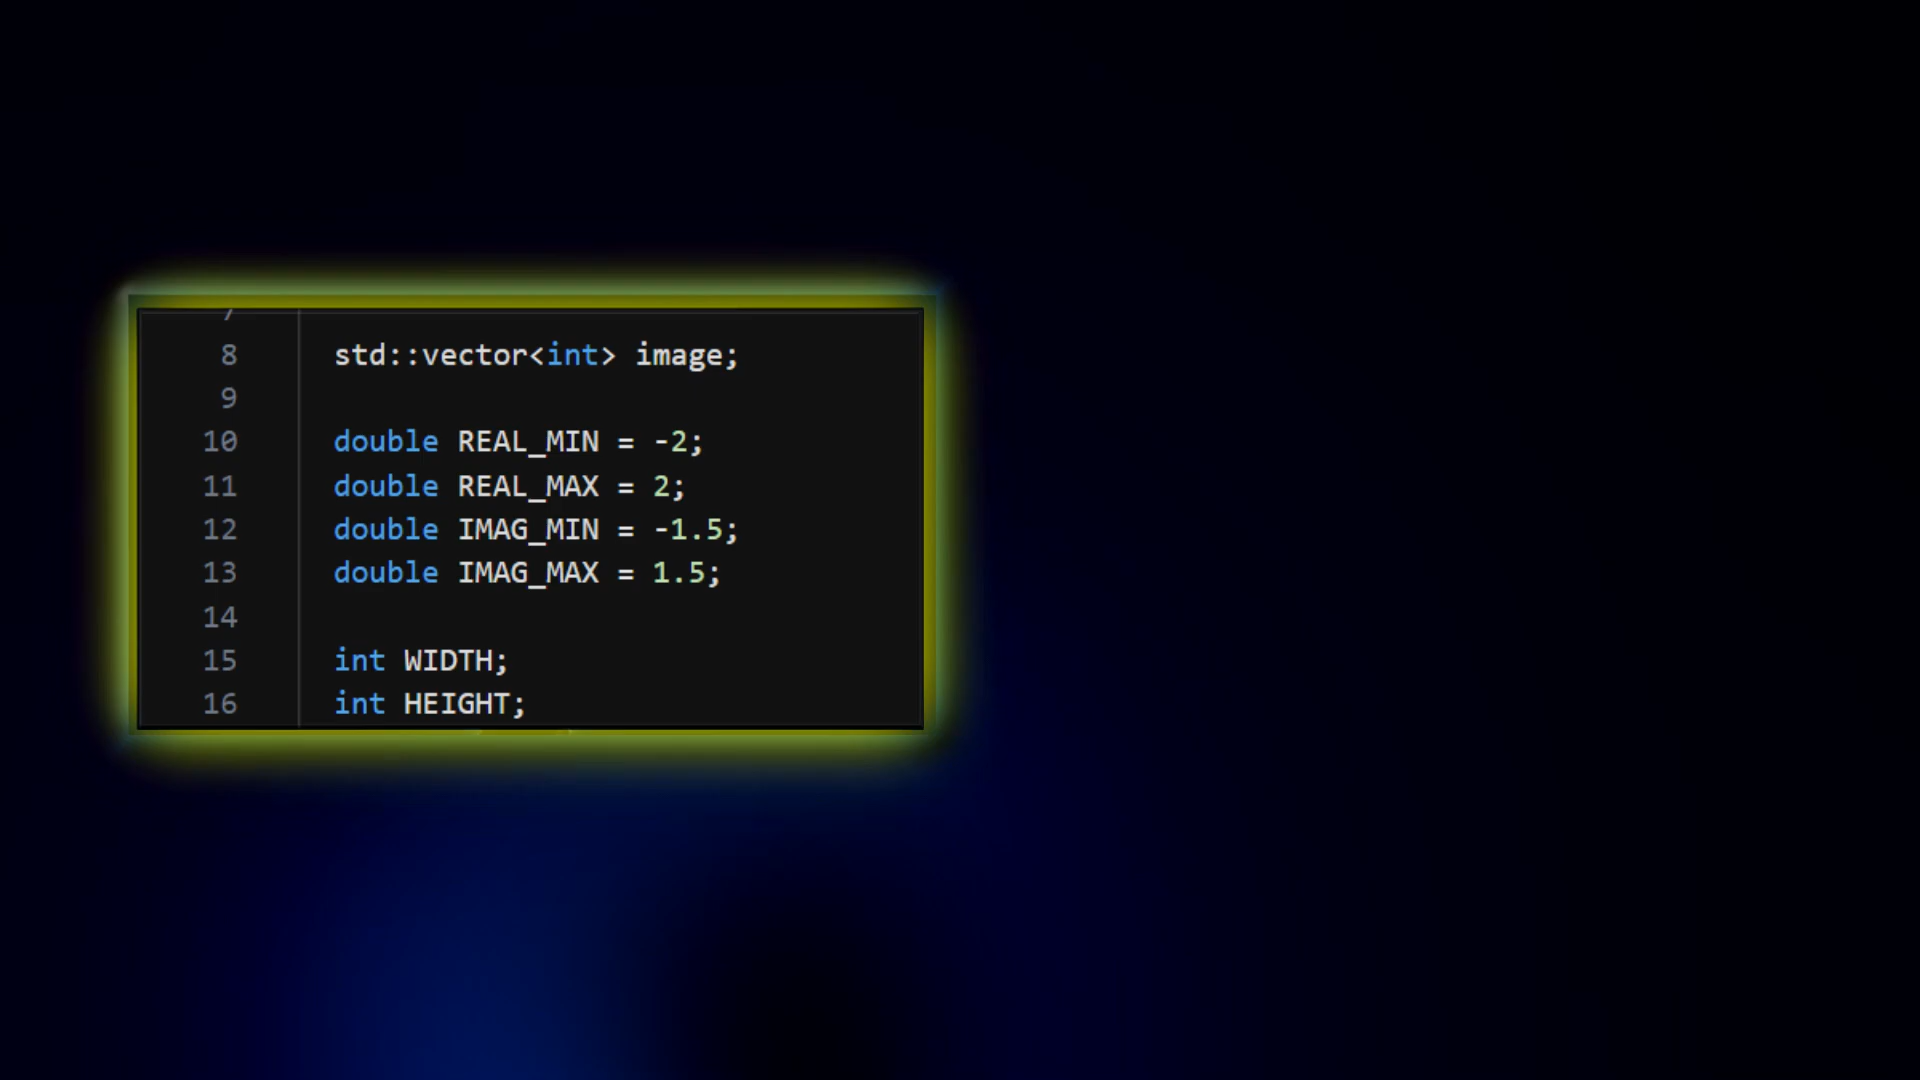 8 std::vector<int> image;
9
10 double REAL_MIN = -2;
11 double REAL_MAX = 2;
12 double IMAG_MIN = -1.5;
13 double IMAG_MAX = 1.5;
14
15 int WIDTH;
16 int HEIGHT;